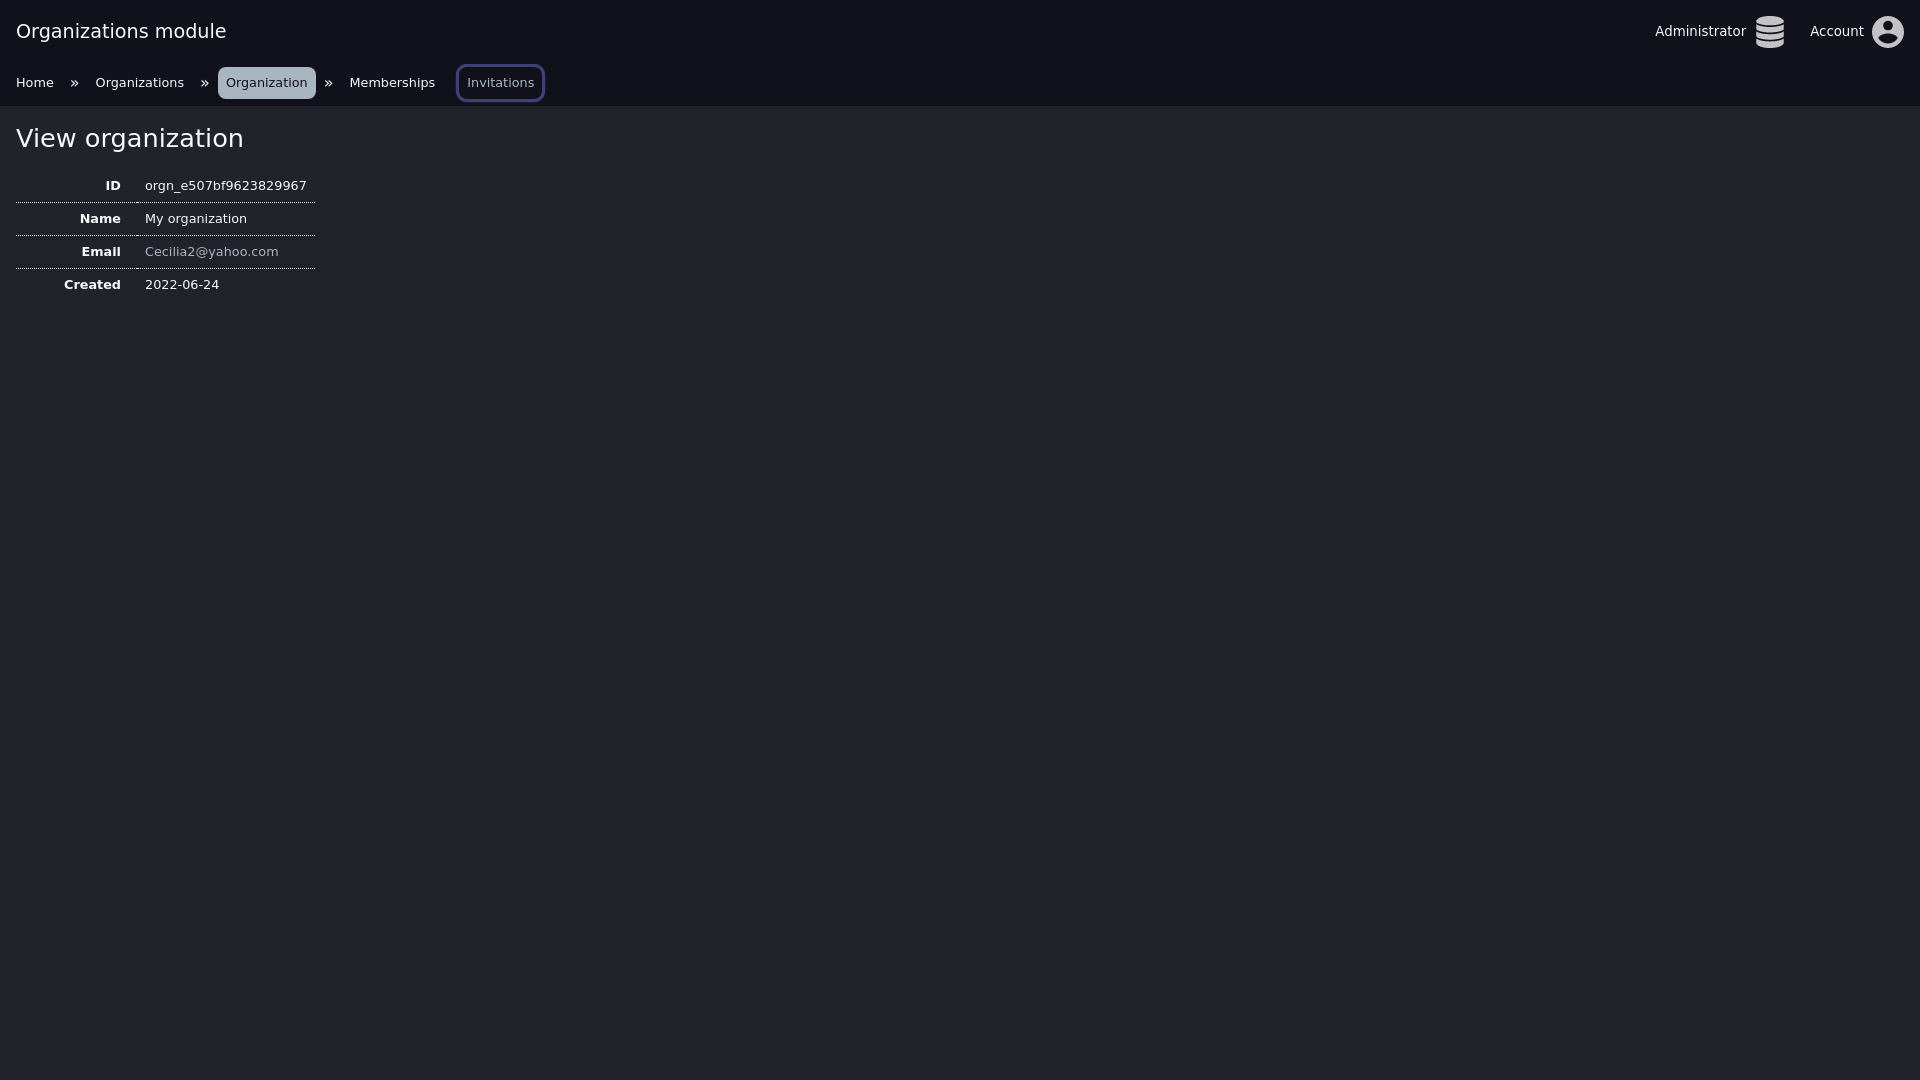 Organizations module
Administrator
Account
Home » Organizations » Organization » Memberships Invitations
View organization
ID orgn_e507bf9623829967
Name My organization
Email Cecilia2@yahoo.com
Created 2022-06-24